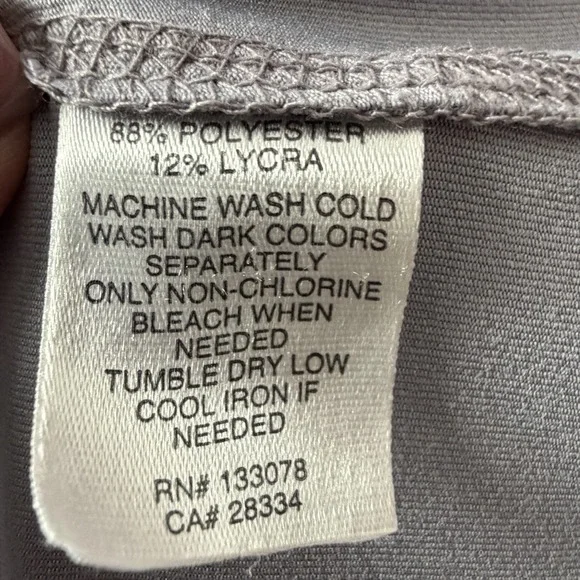 88% POLYESTER
12% LYCRA
MACHINE WASH COLD
WASH DARK COLORS
SEPARATELY
ONLY NON-CHLORINE
BLEACH WHEN
NEEDED
TUMBLE DRY LOW
COOL IRON IF
NEEDED
RN# 133078
CA# 28334